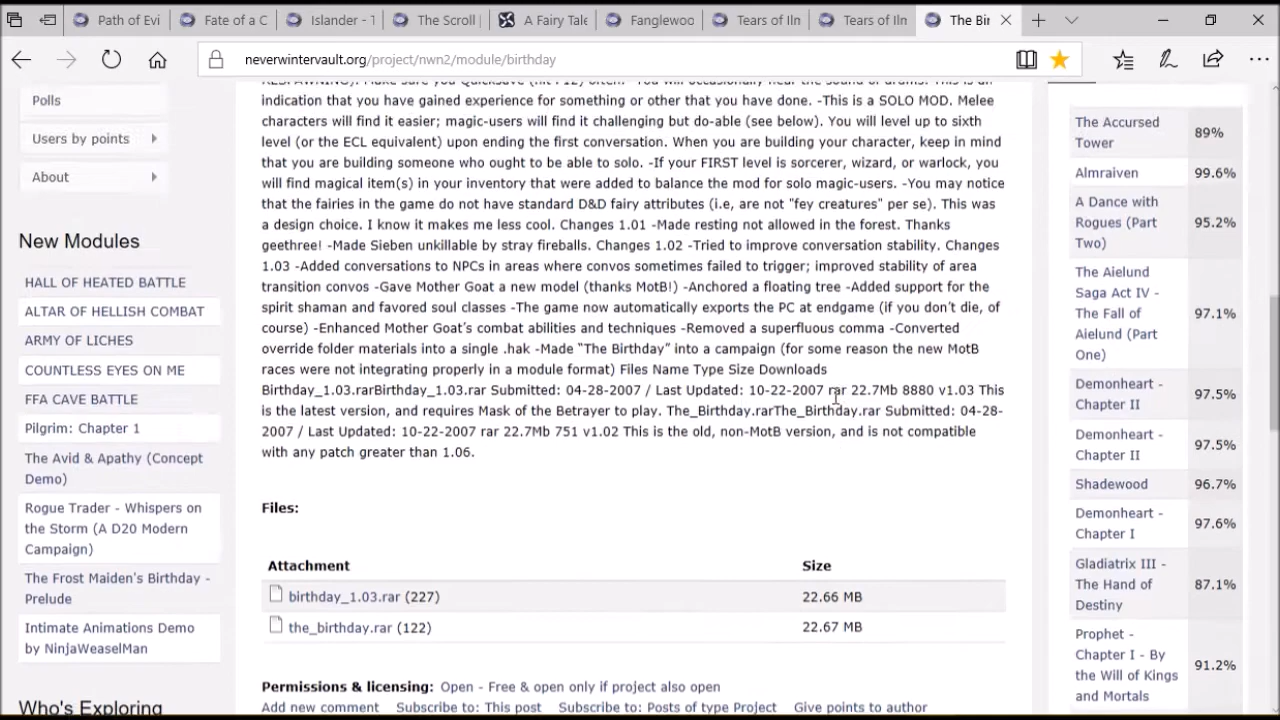 Path of Evi
Fate of a C
Islander - T
The Scroll
A Fairy Tale
Fanglewoo
Tears of Iln
Tears of Iln
The Bir
neverwintervault.org/project/nwn2/module/birthday
Polls
Users by points
About
New Modules
HALL OF HEATED BATTLE
ALTAR OF HELLISH COMBAT
ARMY OF LICHES
COUNTLESS EYES ON ME
FFA CAVE BATTLE
Pilgrim: Chapter 1
The Avid & Apathy (Concept
Demo)
Rogue Trader - Whispers on
the Storm (A D20 Modern
Campaign)
The Frost Maiden's Birthday -
Prelude
Intimate Animations Demo
by NinjaWeaselMan
Who's Exploring
indication that you have gained experience for something or other that you have done. -This is a SOLO MOD. Melee
characters will find it easier; magic-users will find it challenging but do-able (see below). You will level up to sixth
level (or the ECL equivalent) upon ending the first conversation. When you are building your character, keep in mind
that you are building someone who ought to be able to solo. -If your FIRST level is sorcerer, wizard, or warlock, you
will find magical item(s) in your inventory that were added to balance the mod for solo magic-users. -You may notice
that the fairies in the game do not have standard D&D fairy attributes (i.e, are not "fey creatures" per se). This was
a design choice. I know it makes me less cool. Changes 1.01 -Made resting not allowed in the forest. Thanks
geethree! -Made Sieben unkillable by stray fireballs. Changes 1.02 -Tried to improve conversation stability. Changes
1.03 -Added conversations to NPCs in areas where convos sometimes failed to trigger; improved stability of area
transition convos -Gave Mother Goat a new model (thanks MotB!) -Anchored a floating tree -Added support for the
spirit shaman and favored soul classes -The game now automatically exports the PC at endgame (if you don't die, of
course) -Enhanced Mother Goat's combat abilities and techniques -Removed a superfluous comma -Converted
override folder materials into a single .hak -Made "The Birthday" into a campaign (for some reason the new MotB
races were not integrating properly in a module format) Files Name Type Size Downloads
Birthday_1.03.rarBirthday_1.03.rar Submitted: 04-28-2007 / Last Updated: 10-22-2007 rar 22.7Mb 8880 v1.03 This
is the latest version, and requires Mask of the Betrayer to play. The_Birthday.rarThe_Birthday.rar Submitted: 04-28-
2007 / Last Updated: 10-22-2007 rar 22.7Mb 751 v1.02 This is the old, non-MotB version, and is not compatible
with any patch greater than 1.06.
Files:
Attachment Size
birthday_1.03.rar (227) 22.66 MB
the_birthday.rar (122) 22.67 MB
Permissions & licensing: Open - Free & open only if project also open
Add new comment Subscribe to: This post Subscribe to: Posts of type Project Give points to author
The Accursed
Tower 89%
Almraiven 99.6%
A Dance with
Rogues (Part 95.2%
Two)
The Aielund
Saga Act IV -
The Fall of 97.1%
Aielund (Part
One)
Demonheart - 97.5%
Chapter II
Demonheart - 97.5%
Chapter II
Shadewood 96.7%
Demonheart - 97.6%
Chapter I
Gladiatrix III -
The Hand of 87.1%
Destiny
Prophet -
Chapter I - By 91.2%
the Will of Kings
and Mortals